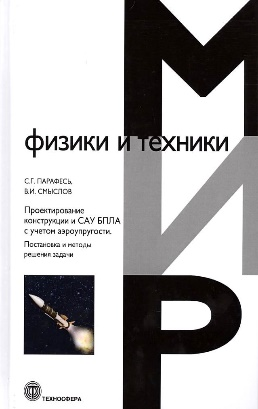 МИР
физики и техники
С.Г. ПАРАФЕСЬ,
В.И. СМЫСЛОВ
Проектирование
конструкции и САУ БПЛА
с учетом аэроупругости.
Постановка и методы
решения задачи
ТЕХНОСФЕРА